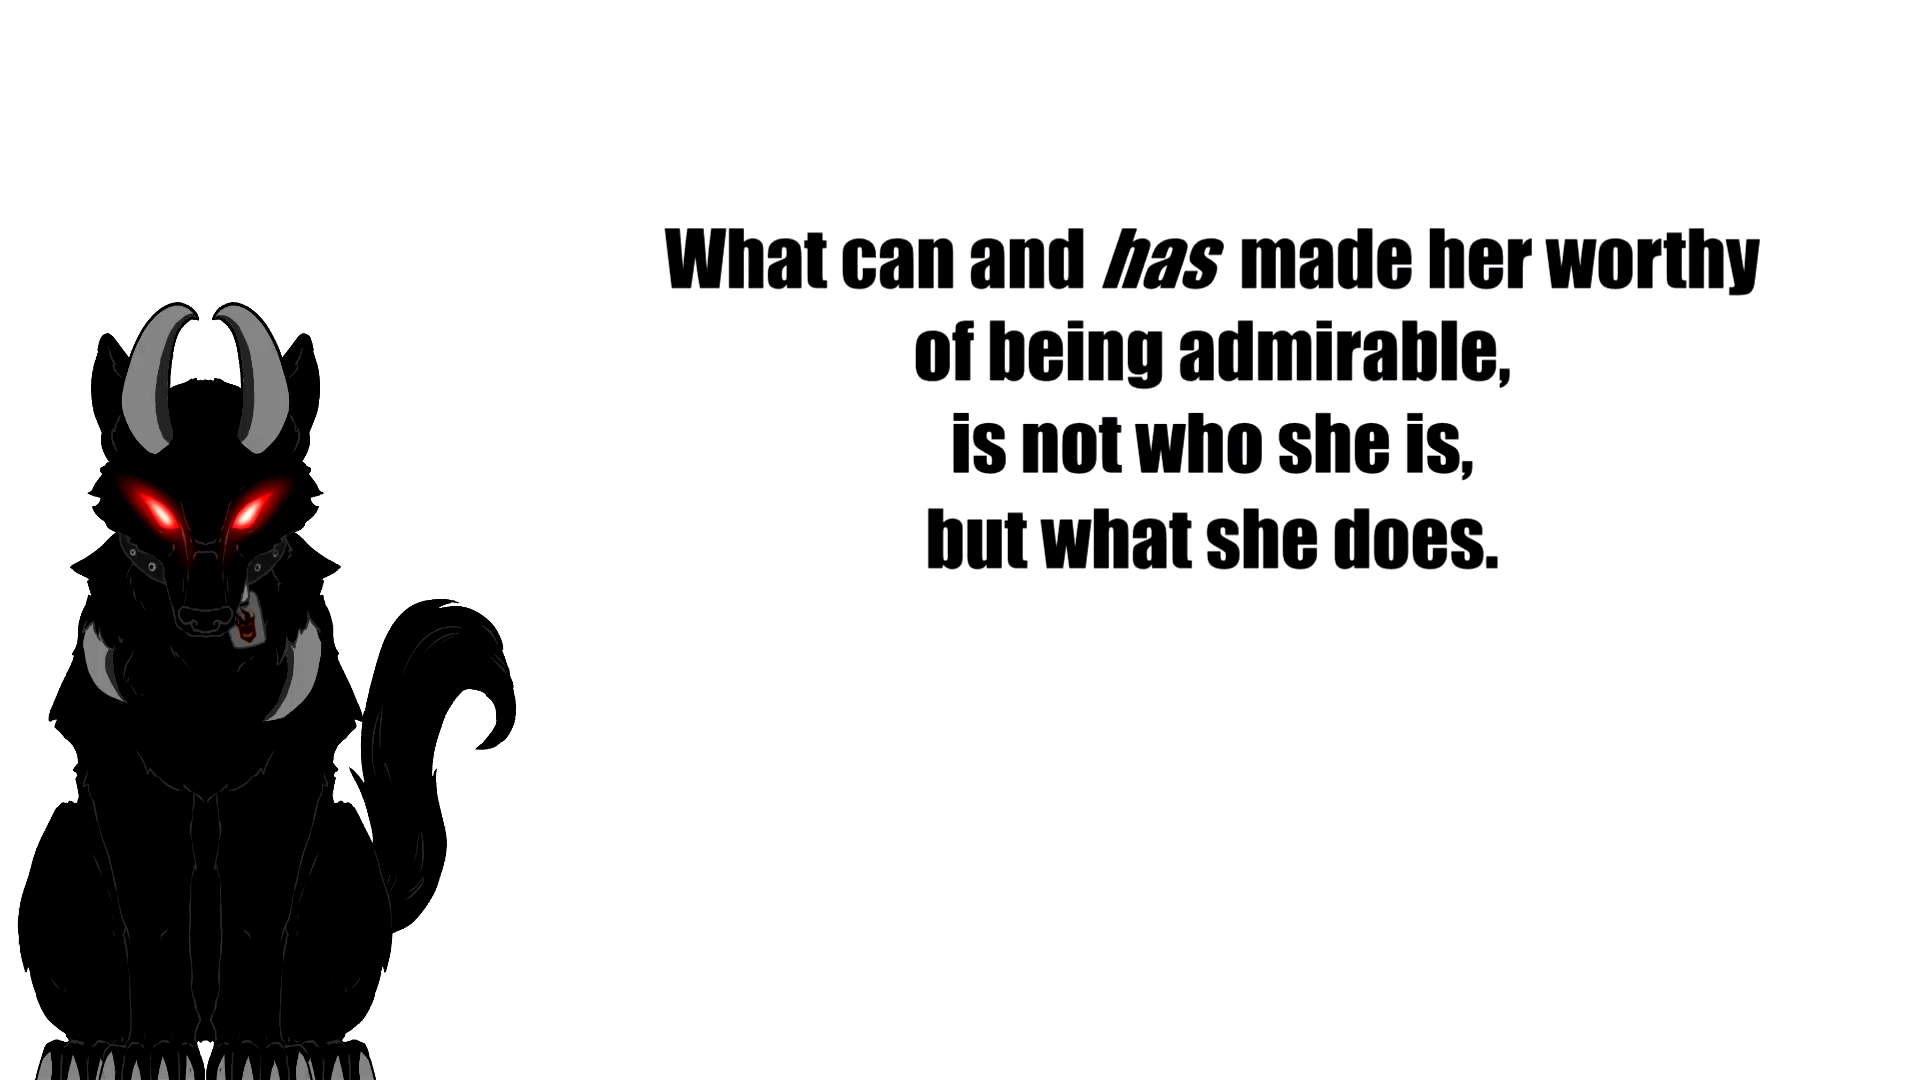 What can and has made her worthy
of being admirable,
is not who she is,
but what she does.